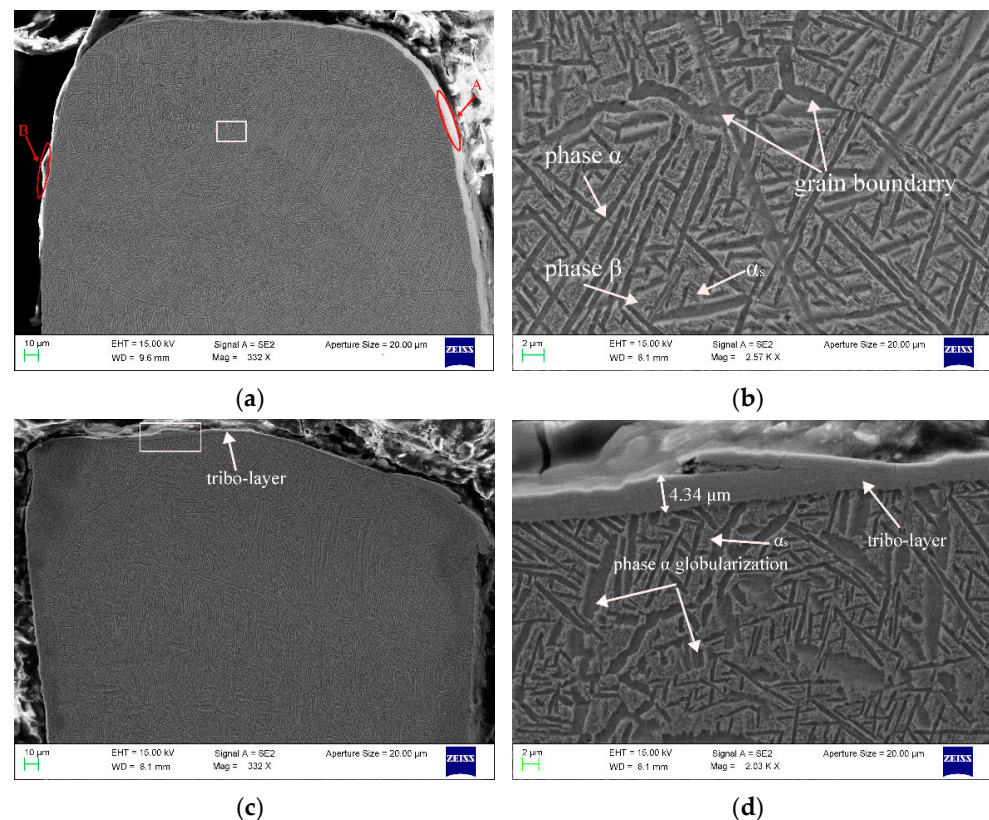 A
B
10 µm
EHT = 15.00 kV
Signal A = SE2
Aperture Size = 20.00 µm
WD = 9.6 mm
Mag = 332 X
ZEISS
(a)
phase α
grain boundarry
phase β
αs
2 µm
EHT = 15.00 kV
Signal A = SE2
Aperture Size = 20.00 µm
WD = 8.1 mm
Mag = 2.57 K X
ZEISS
(b)
tribo-layer
10 µm
EHT = 15.00 kV
Signal A = SE2
Aperture Size = 20.00 µm
WD = 8.1 mm
Mag = 332 X
ZEISS
(c)
4.34 µm
αs
tribo-layer
phase α globularization
2 µm
EHT = 15.00 kV
Signal A = SE2
Aperture Size = 20.00 µm
WD = 8.1 mm
Mag = 2.03 K X
ZEISS
(d)